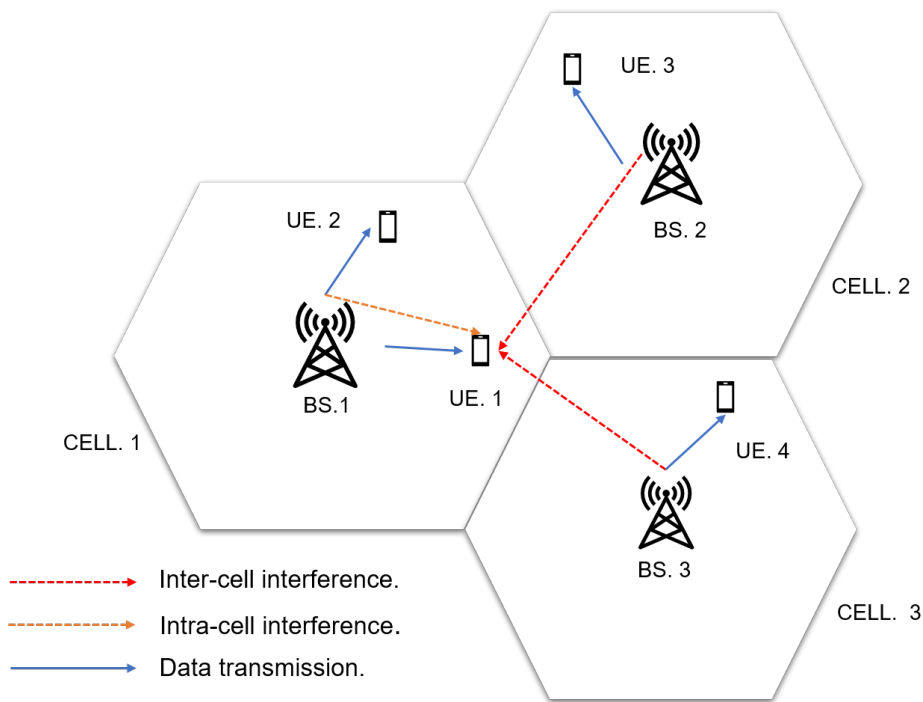 UE. 3
BS. 2
CELL. 2
UE. 2
BS.1
UE. 1
CELL. 1
UE. 4
BS. 3
CELL.  3
Inter-cell interference.
Intra-cell interference.
Data transmission.